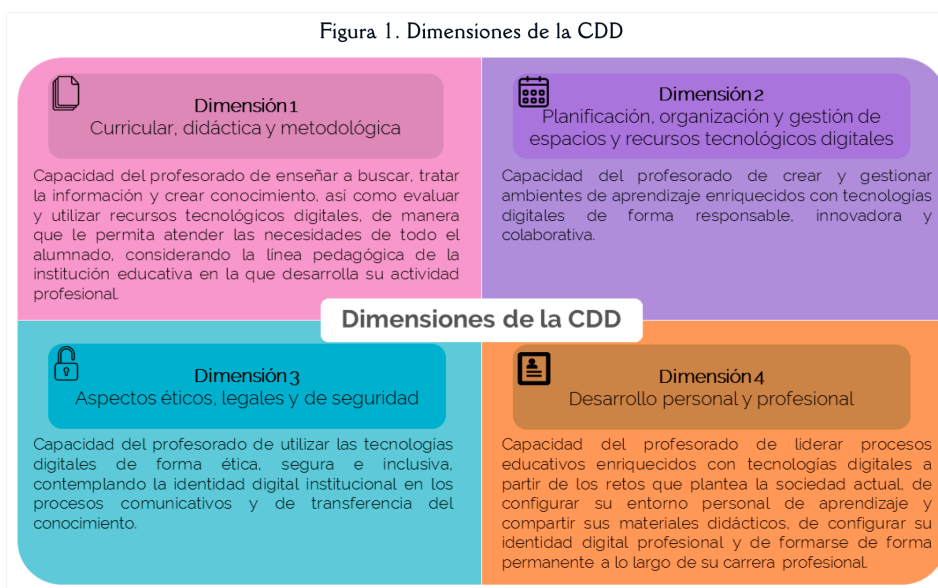 Figura 1. Dimensiones de la CDD
Dimensión 1
Curricular, didáctica y metodológica
Capacidad del profesorado de enseñar a buscar, tratar
la información y crear conocimiento, así como evaluar
y utilizar recursos tecnológicos digitales, de manera
que le permita atender las necesidades de todo el
alumnado, considerando la línea pedagógica de la
institución educativa en la que desarrolla su actividad
profesional.
Dimensión 2
Planificación, organización y gestión de
espacios y recursos tecnológicos digitales
Capacidad del profesorado de crear y gestionar
ambientes de aprendizaje enriquecidos con tecnologías
digitales de forma responsable, innovadora y
colaborativa.
Dimensiones de la CDD
Dimensión 3
Aspectos éticos, legales y de seguridad
Capacidad del profesorado de utilizar las tecnologías
digitales de forma ética, segura e inclusiva,
contemplando la identidad digital institucional en los
procesos comunicativos y de transferencia del
conocimiento.
Dimensión 4
Desarrollo personal y profesional
Capacidad del profesorado de liderar procesos
educativos enriquecidos con tecnologías digitales a
partir de los retos que plantea la sociedad actual, de
configurar su entorno personal de aprendizaje y
compartir sus materiales didácticos, de configurar su
identidad digital profesional y de formarse de forma
permanente a lo largo de su carrera profesional.